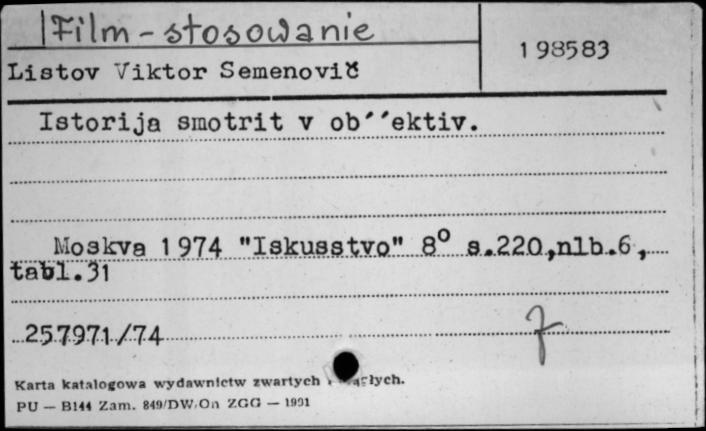 Film - stosowanie
198583
Listov Viktor Semenovič
Istorija smotrit v ob´´ektiv.
Moskva 1974 "Iskusstvo" 8⁰ s.220,nlb.6,
tabl.31
257971/74
Karta katalogowa wydawnictw zwartych
PU — B144 Zam. 849/DW/On ZGG — 1991